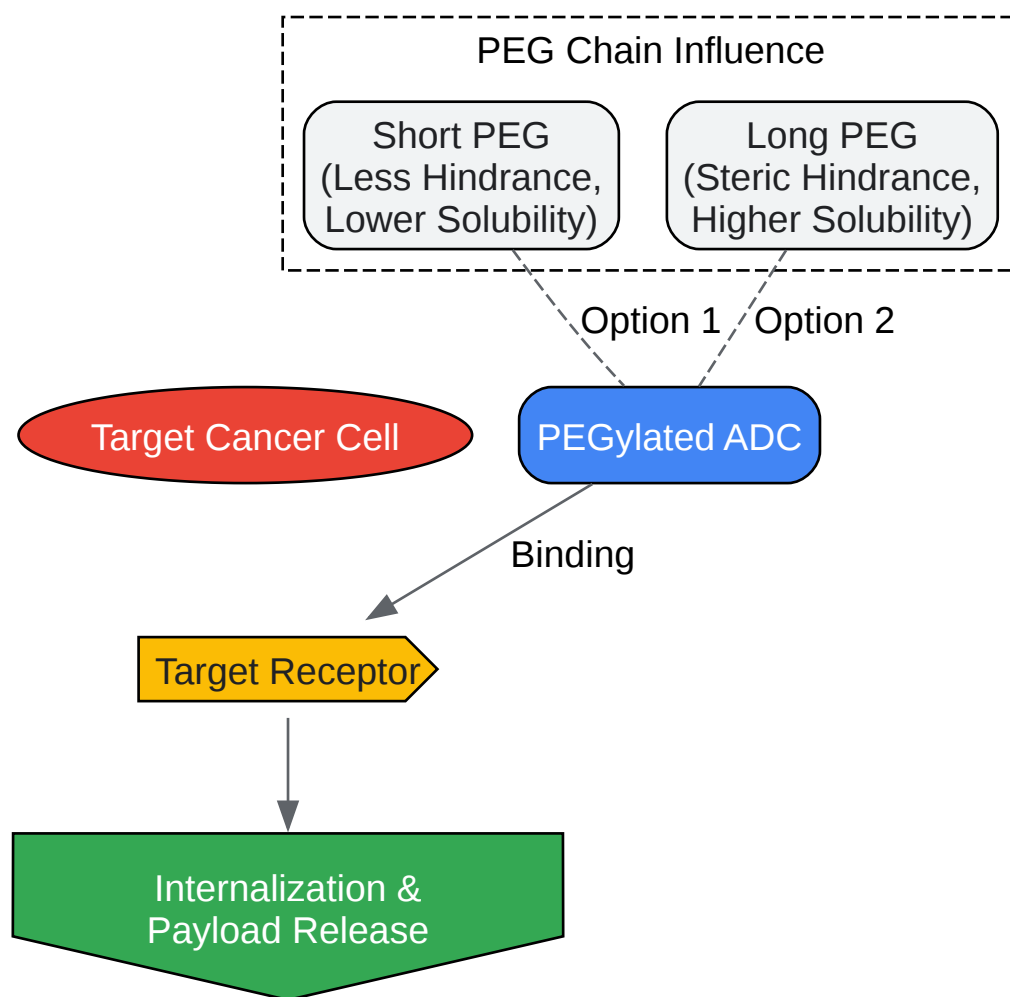 PEG Chain Influence
Short PEG
(Less Hindrance,
Lower Solubility)
Long PEG
(Steric Hindrance,
Higher Solubility)
Option 1
Option 2
Target Cancer Cell
PEGylated ADC
Binding
Target Receptor
Internalization &
Payload Release